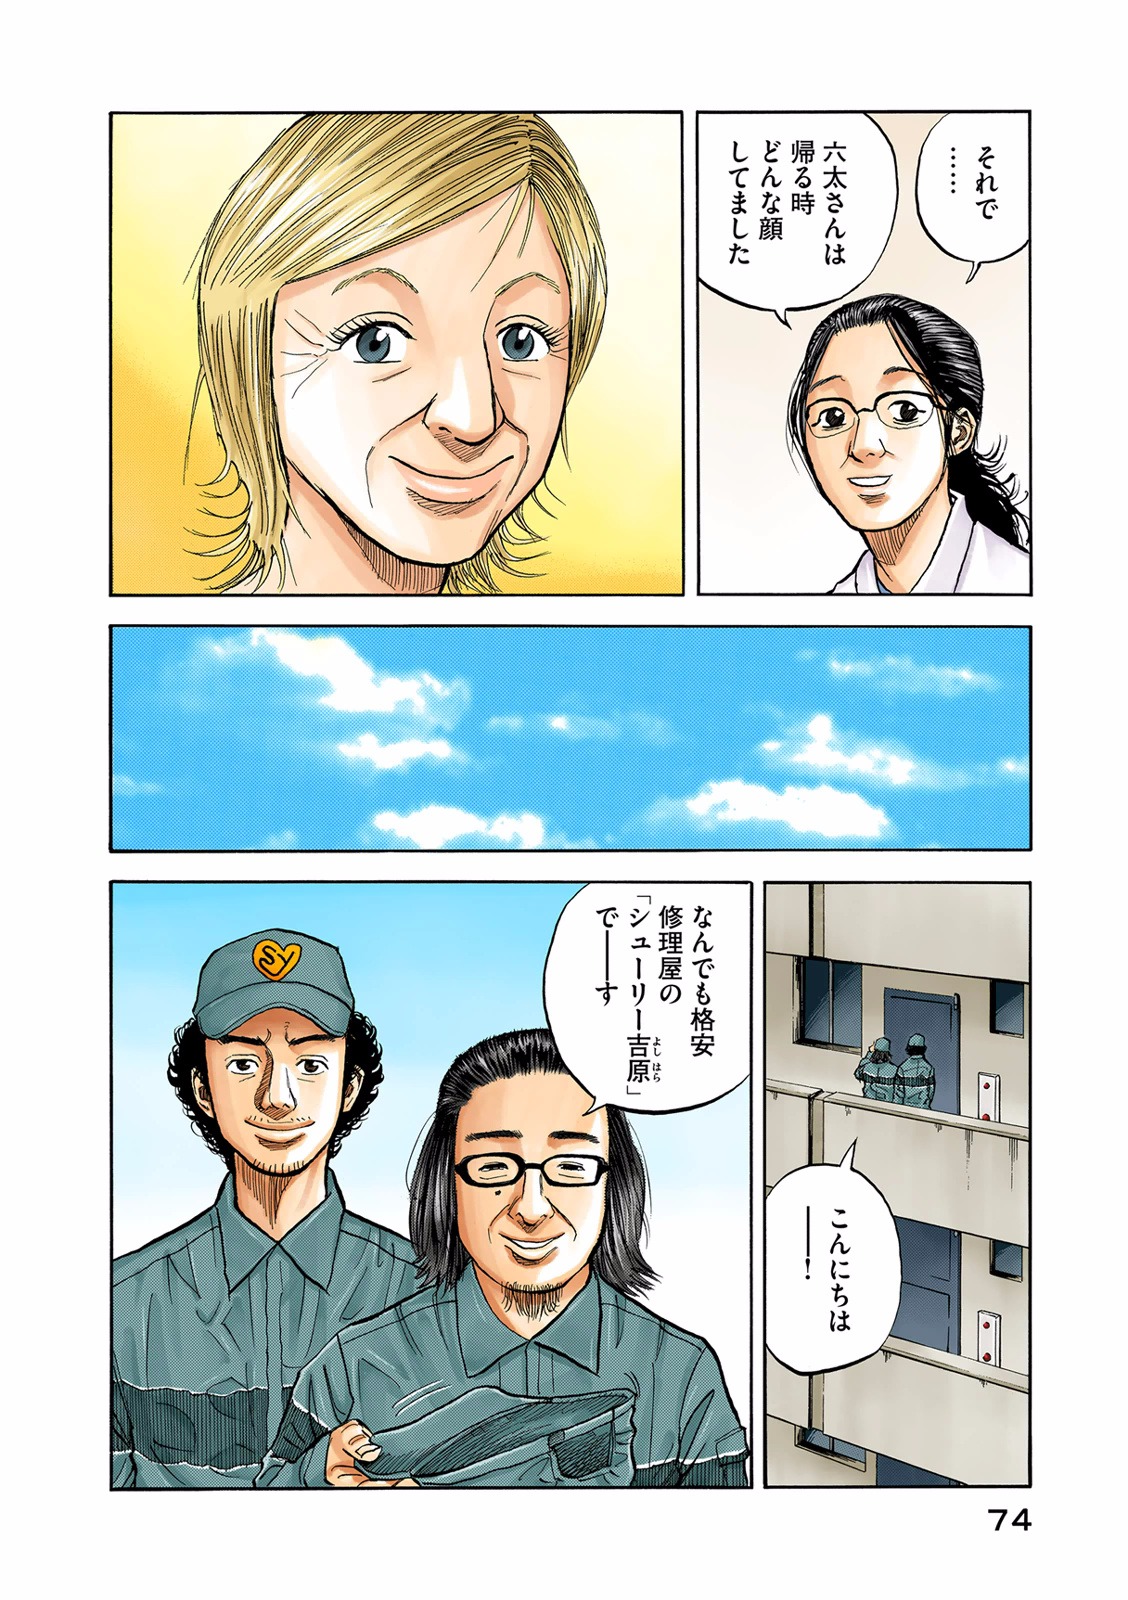 それで
……
六太さんは
帰る時
どんな顔
してました
こんにちは
――！
なんでも格安
修理屋の
「シューリー吉原」
よしはら
で――す
SY
74